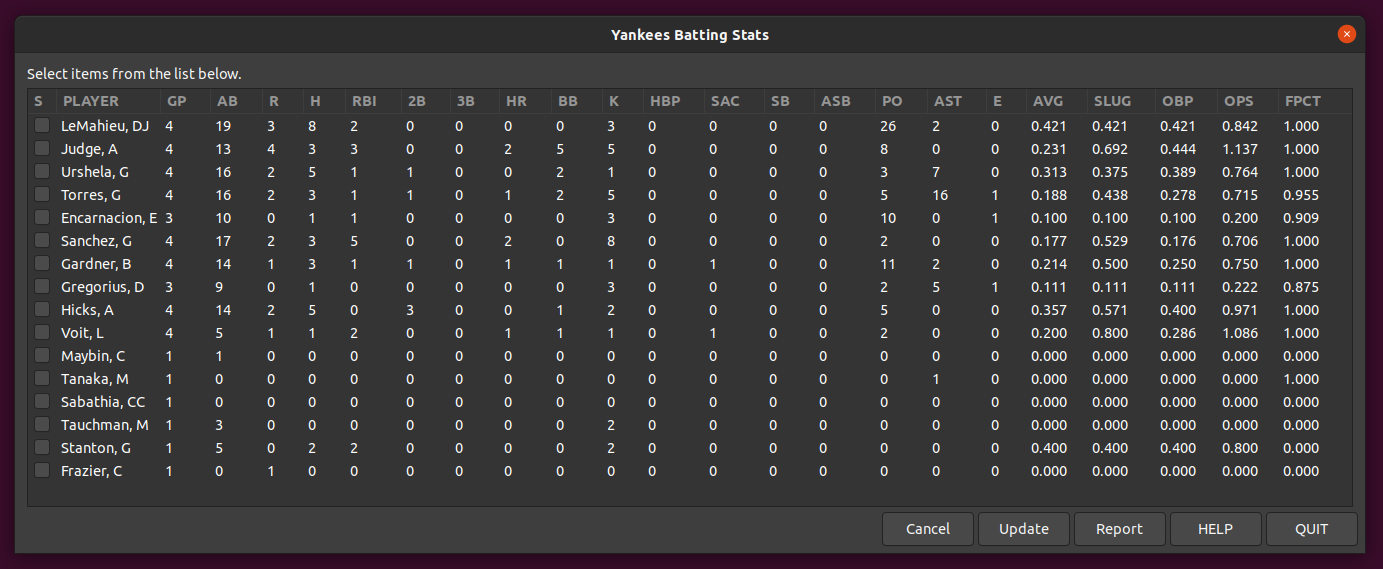 Yankees Batting Stats
Select items from the list below.
S PLAYER GP AB R H RBI 2B 3B HR BB K HBP SAC SB ASB PO AST E AVG SLUG OBP OPS FPCT
LeMahieu, DJ 4 19 3 8 2 0 0 0 0 3 0 0 0 0 26 2 0 0.421 0.421 0.421 0.842 1.000
Judge, A 4 13 4 3 3 0 0 2 5 5 0 0 0 0 8 0 0 0.231 0.692 0.444 1.137 1.000
Urshela, G 4 16 2 5 1 1 0 0 2 1 0 0 0 0 3 7 0 0.313 0.375 0.389 0.764 1.000
Torres, G 4 16 2 3 1 1 0 1 2 5 0 0 0 0 5 16 1 0.188 0.438 0.278 0.715 0.955
Encarnacion, E 3 10 0 1 1 0 0 0 0 3 0 0 0 0 10 0 1 0.100 0.100 0.100 0.200 0.909
Sanchez, G 4 17 2 3 5 0 0 2 0 8 0 0 0 0 2 0 0 0.177 0.529 0.176 0.706 1.000
Gardner, B 4 14 1 3 1 1 0 1 1 1 0 1 0 0 11 2 0 0.214 0.500 0.250 0.750 1.000
Gregorius, D 3 9 0 1 0 0 0 0 0 3 0 0 0 0 2 5 1 0.111 0.111 0.111 0.222 0.875
Hicks, A 4 14 2 5 0 3 0 0 1 2 0 0 0 0 5 0 0 0.357 0.571 0.400 0.971 1.000
Voit, L 4 5 1 1 2 0 0 1 1 1 0 1 0 0 2 0 0 0.200 0.800 0.286 1.086 1.000
Maybin, C 1 1 0 0 0 0 0 0 0 0 0 0 0 0 0 0 0 0.000 0.000 0.000 0.000 0.000
Tanaka, M 1 0 0 0 0 0 0 0 0 0 0 0 0 0 0 1 0 0.000 0.000 0.000 0.000 1.000
Sabathia, CC 1 0 0 0 0 0 0 0 0 0 0 0 0 0 0 0 0 0.000 0.000 0.000 0.000 0.000
Tauchman, M 1 3 0 0 0 0 0 0 0 2 0 0 0 0 0 0 0 0.000 0.000 0.000 0.000 0.000
Stanton, G 1 5 0 2 2 0 0 0 0 2 0 0 0 0 0 0 0 0.400 0.400 0.400 0.800 0.000
Frazier, C 1 0 1 0 0 0 0 0 0 0 0 0 0 0 0 0 0 0.000 0.000 0.000 0.000 0.000
Cancel Update Report HELP QUIT